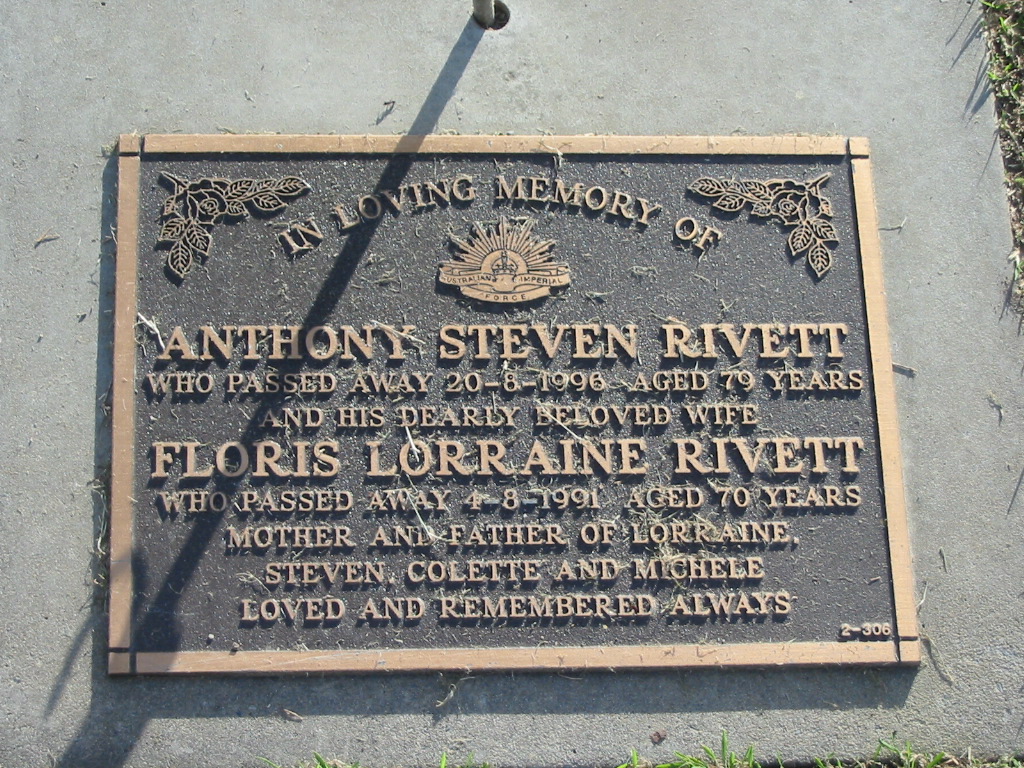 IN LOVING MEMORY OF
AUSTRALIAN IMPERIAL
FORCE
ANTHONY STEVEN RIVETT
WHO PASSED AWAY 20-8-1996 AGED 79 YEARS
AND HIS DEARLY BELOVED WIFE
FLORIS LORRAINE RIVETT
WHO PASSED AWAY 4-8-1991 AGED 70 YEARS
MOTHER AND FATHER OF LORRAINE,
STEVEN, COLETTE AND MICHELE
LOVED AND REMEMBERED ALWAYS
2-306